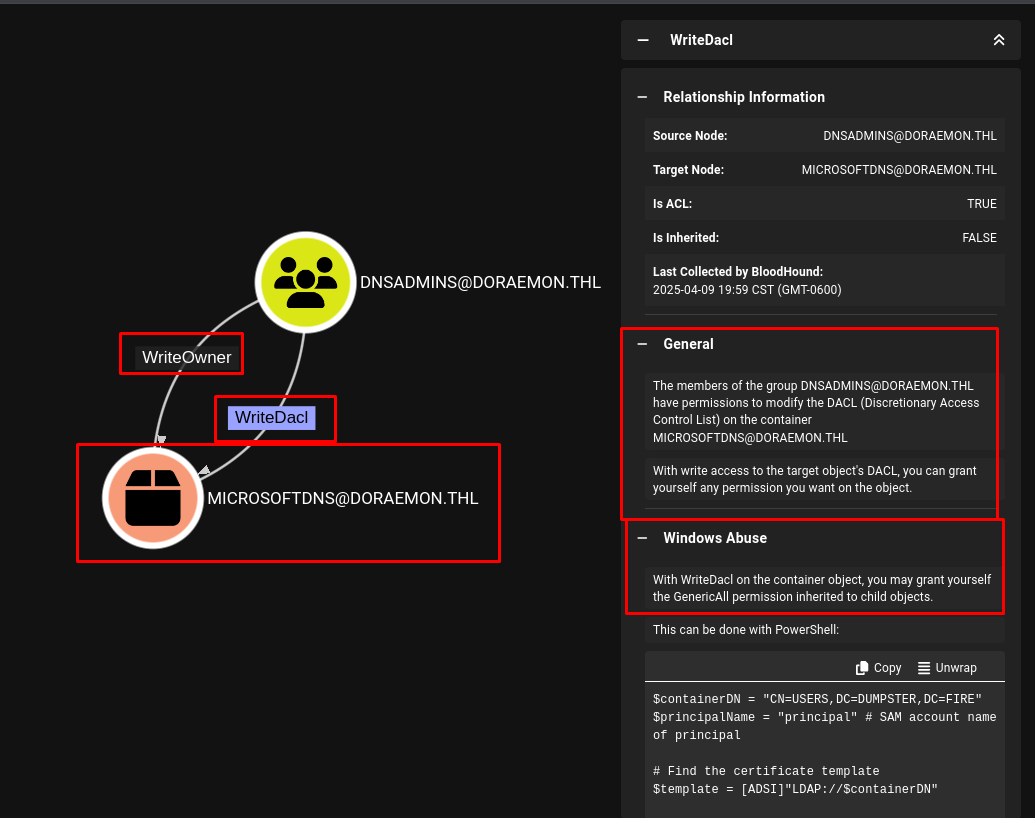 WriteDacl
Relationship Information
Source Node: DNSADMINS@DORAEMON.THL
Target Node: MICROSOFTDNS@DORAEMON.THL
Is ACL: TRUE
Is Inherited: FALSE
Last Collected by BloodHound:
2025-04-09 19:59 CST (GMT-0600)
DNSADMINS@DORAEMON.THL
WriteOwner
WriteDacl
MICROSOFTDNS@DORAEMON.THL
General
The members of the group DNSADMINS@DORAEMON.THL
have permissions to modify the DACL (Discretionary Access
Control List) on the container
MICROSOFTDNS@DORAEMON.THL
With write access to the target object's DACL, you can grant
yourself any permission you want on the object.
Windows Abuse
With WriteDacl on the container object, you may grant yourself
the GenericAll permission inherited to child objects.
This can be done with PowerShell:
Copy Unwrap
$containerDN = "CN=USERS,DC=DUMPSTER,DC=FIRE"
$principalName = "principal" # SAM account name
of principal
# Find the certificate template
$template = [ADSI]"LDAP://$containerDN"